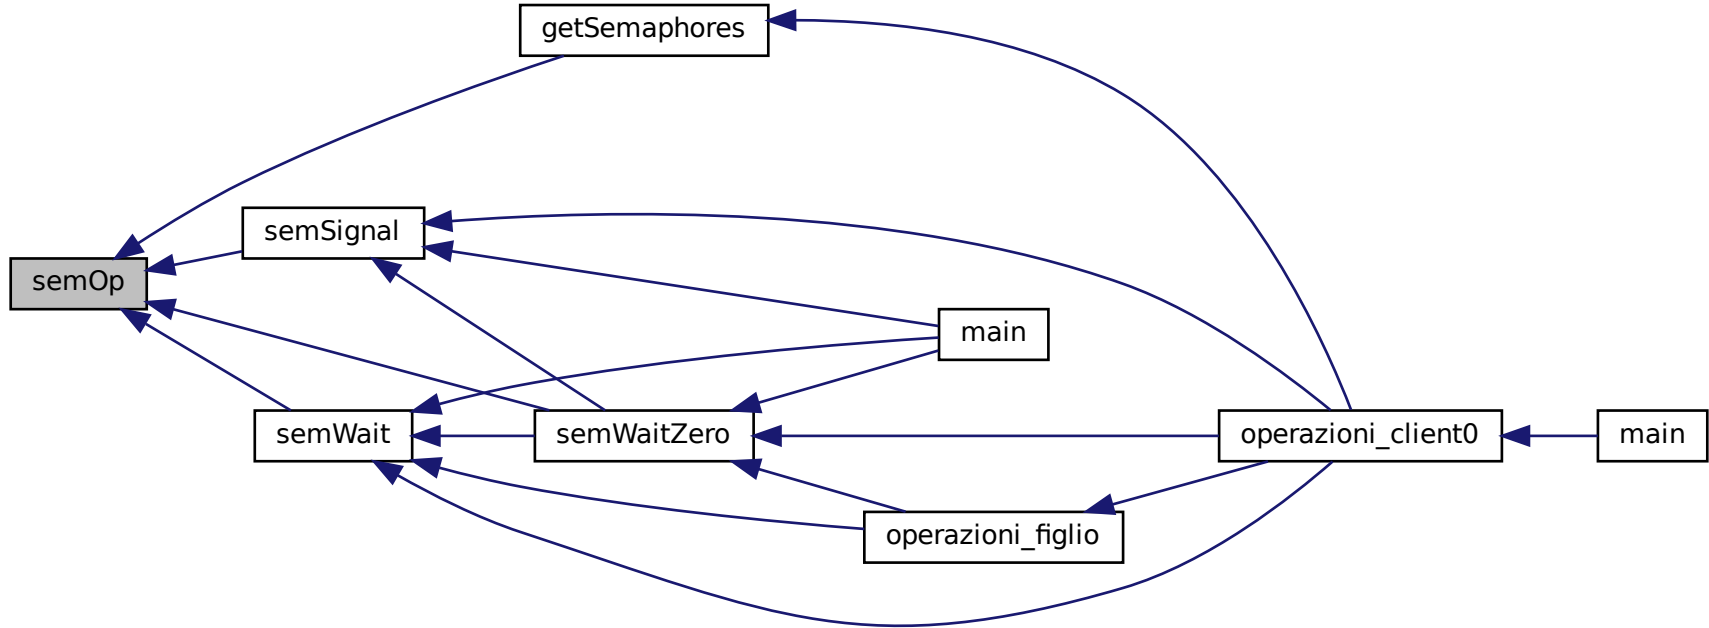 getSemaphores
semSignal
semOp
main
semWait
semWaitZero
operazioni_client0
main
operazioni_figlio